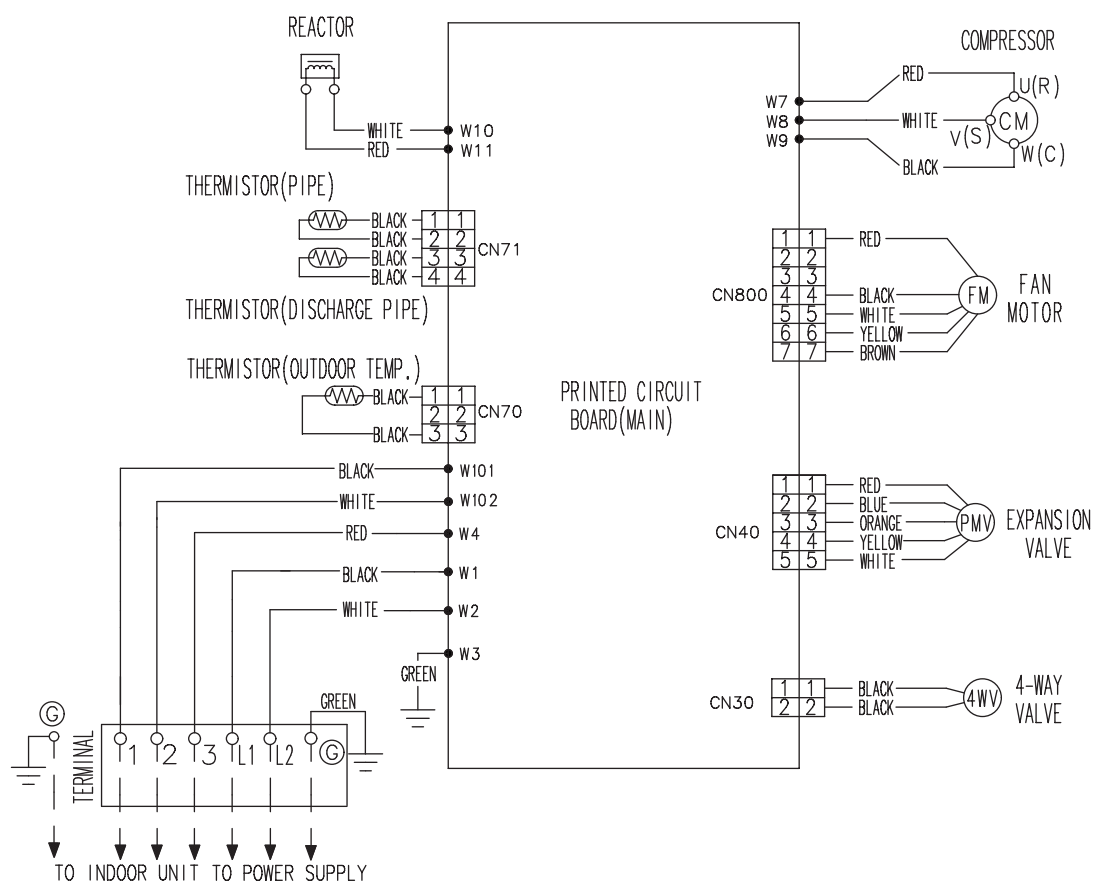 REACTOR
WHITE W10
RED W11
THERMISTOR(PIPE)
BLACK 1 1
BLACK 2 2
BLACK 3 3
BLACK 4 4
CN71
THERMISTOR(DISCHARGE PIPE)
THERMISTOR(OUTDOOR TEMP.)
BLACK 1 1
2 2
BLACK 3 3
CN70
BLACK W101
WHITE W102
RED W4
BLACK W1
WHITE W2
W3
GREEN
GREEN
G
TERMINAL
1 2 3 L1 L2 G
TO INDOOR UNIT TO POWER SUPPLY
PRINTED CIRCUIT
BOARD(MAIN)
COMPRESSOR
W7 RED U(R)
W8 WHITE V(S) CM
W9 BLACK W(C)
CN800
1 1 RED
2 2
3 3
4 4 BLACK
5 5 WHITE
6 6 YELLOW
7 7 BROWN
FM
FAN
MOTOR
CN40
1 1 RED
2 2 BLUE
3 3 ORANGE
4 4 YELLOW
5 5 WHITE
PMV
EXPANSION
VALVE
CN30
1 1 BLACK
2 2 BLACK
4WV
4-WAY
VALVE